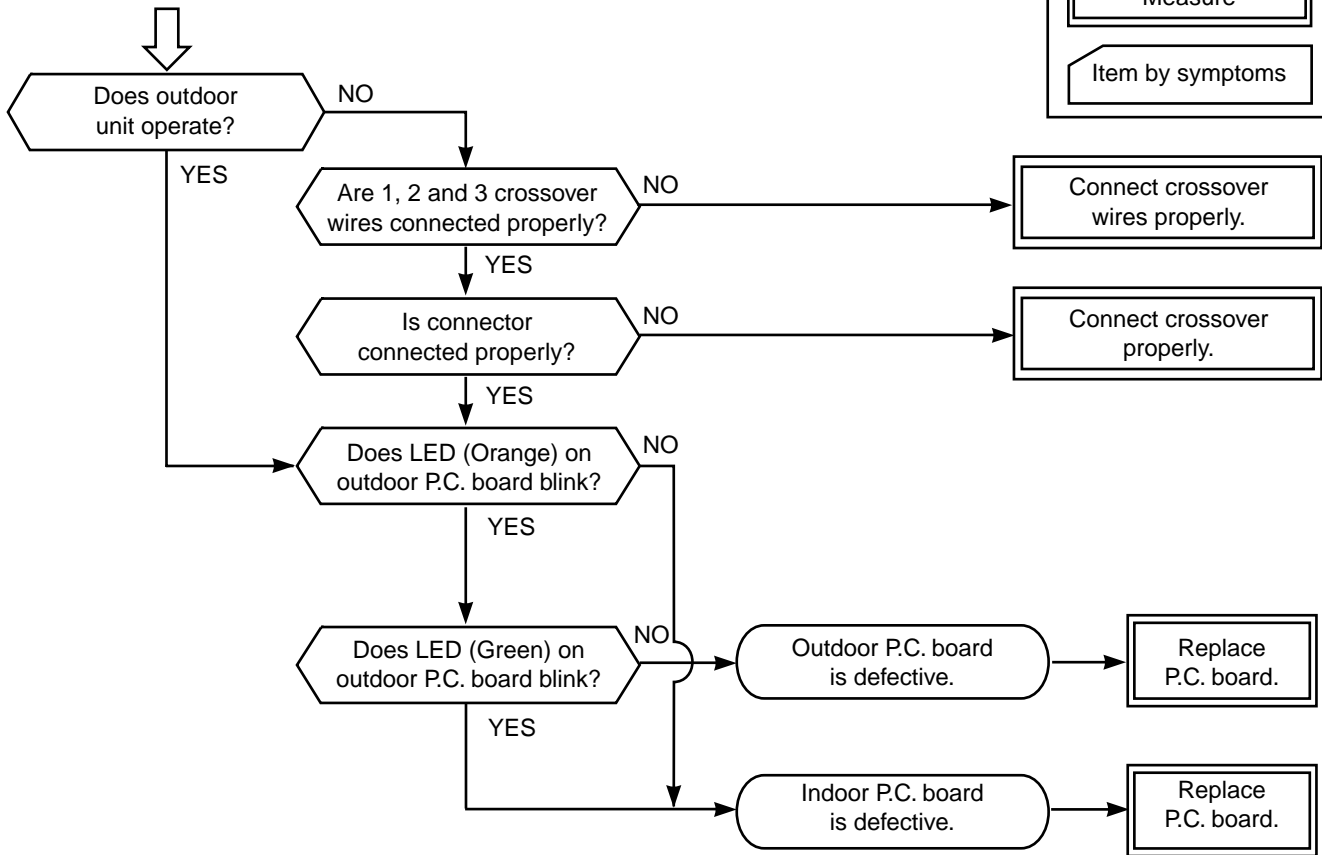 Measure
Item by symptoms
Does outdoor
unit operate?
NO
YES
Are 1, 2 and 3 crossover
wires connected properly?
NO
Connect crossover
wires properly.
YES
Is connector
connected properly?
NO
Connect crossover
properly.
YES
Does LED (Orange) on
outdoor P.C. board blink?
NO
YES
Does LED (Green) on
outdoor P.C. board blink?
NO
Outdoor P.C. board
is defective.
Replace
P.C. board.
YES
Indoor P.C. board
is defective.
Replace
P.C. board.